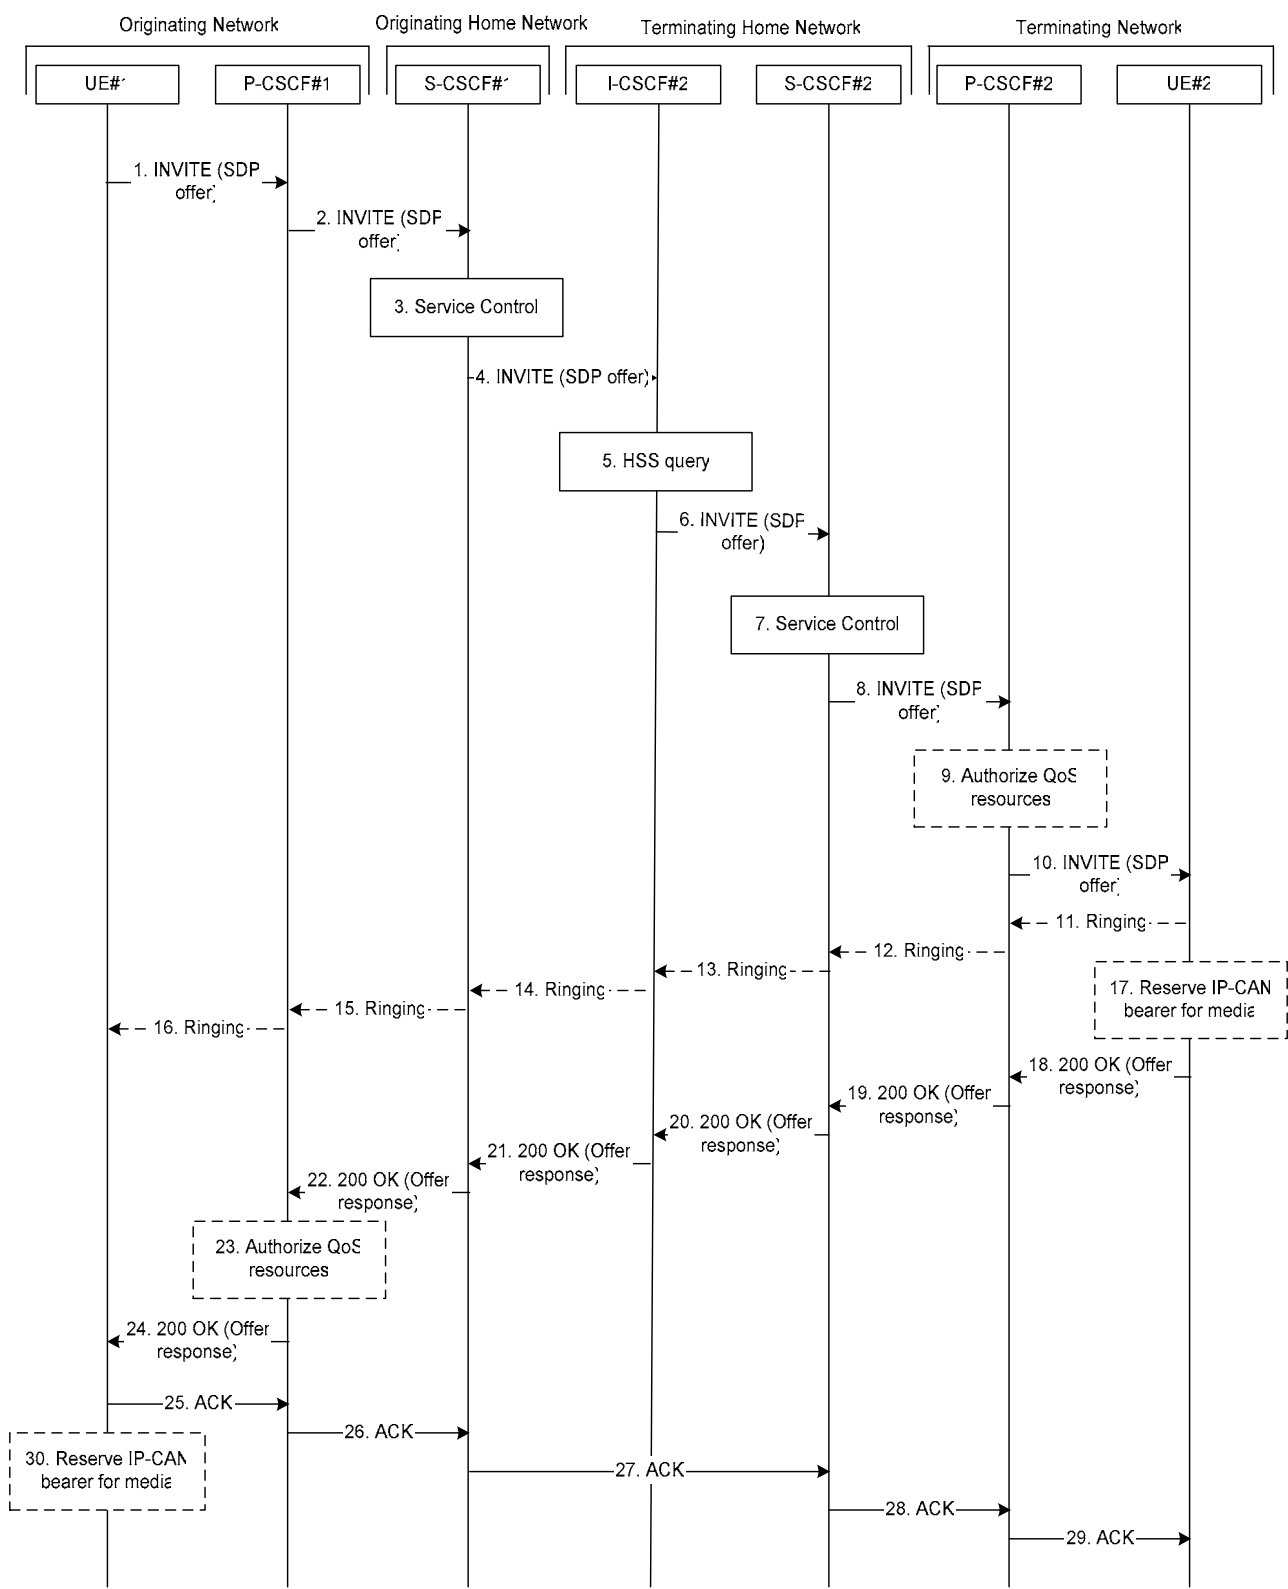 Originating Network
Originating Home Network
Terminating Home Network
Terminating Network
UE#1
P-CSCF#1
S-CSCF#1
I-CSCF#2
S-CSCF#2
P-CSCF#2
UE#2
1. INVITE (SDP
offer)
2. INVITE (SDP
offer)
3. Service Control
4. INVITE (SDP offer)
5. HSS query
6. INVITE (SDP
offer)
7. Service Control
8. INVITE (SDP
offer)
9. Authorize QoS
resources
10. INVITE (SDP
offer)
11. Ringing
12. Ringing
13. Ringing
14. Ringing
15. Ringing
16. Ringing
17. Reserve IP-CAN
bearer for media
18. 200 OK (Offer
response)
19. 200 OK (Offer
response)
20. 200 OK (Offer
response)
21. 200 OK (Offer
response)
22. 200 OK (Offer
response)
23. Authorize QoS
resources
24. 200 OK (Offer
response)
25. ACK
26. ACK
30. Reserve IP-CAN
bearer for media
27. ACK
28. ACK
29. ACK